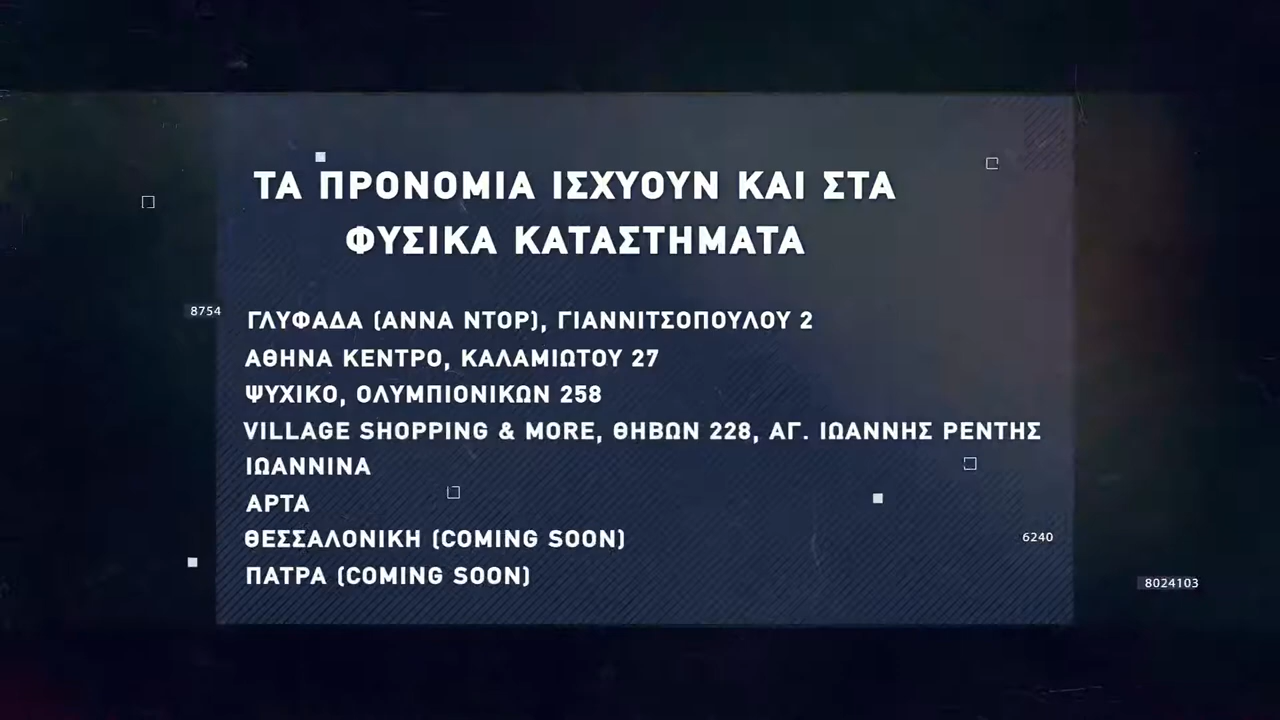 ΤΑ ΠΡΟΝΟΜΙΑ ΙΣΧΥΟΥΝ ΚΑΙ ΣΤΑ
ΦΥΣΙΚΑ ΚΑΤΑΣΤΗΜΑΤΑ
8754
ΓΛΥΦΑΔΑ (ΑΝΝΑ ΝΤΟΡ), ΓΙΑΝΝΙΤΣΟΠΟΥΛΟΥ 2
ΑΘΗΝΑ ΚΕΝΤΡΟ, ΚΑΛΑΜΙΩΤΟΥ 27
ΨΥΧΙΚΟ, ΟΛΥΜΠΙΟΝΙΚΩΝ 258
VILLAGE SHOPPING & MORE, ΘΗΒΩΝ 228, ΑΓ. ΙΩΑΝΝΗΣ ΡΕΝΤΗΣ
ΙΩΑΝΝΙΝΑ
ΑΡΤΑ
ΘΕΣΣΑΛΟΝΙΚΗ (COMING SOON)
6240
ΠΑΤΡΑ (COMING SOON)
8024103